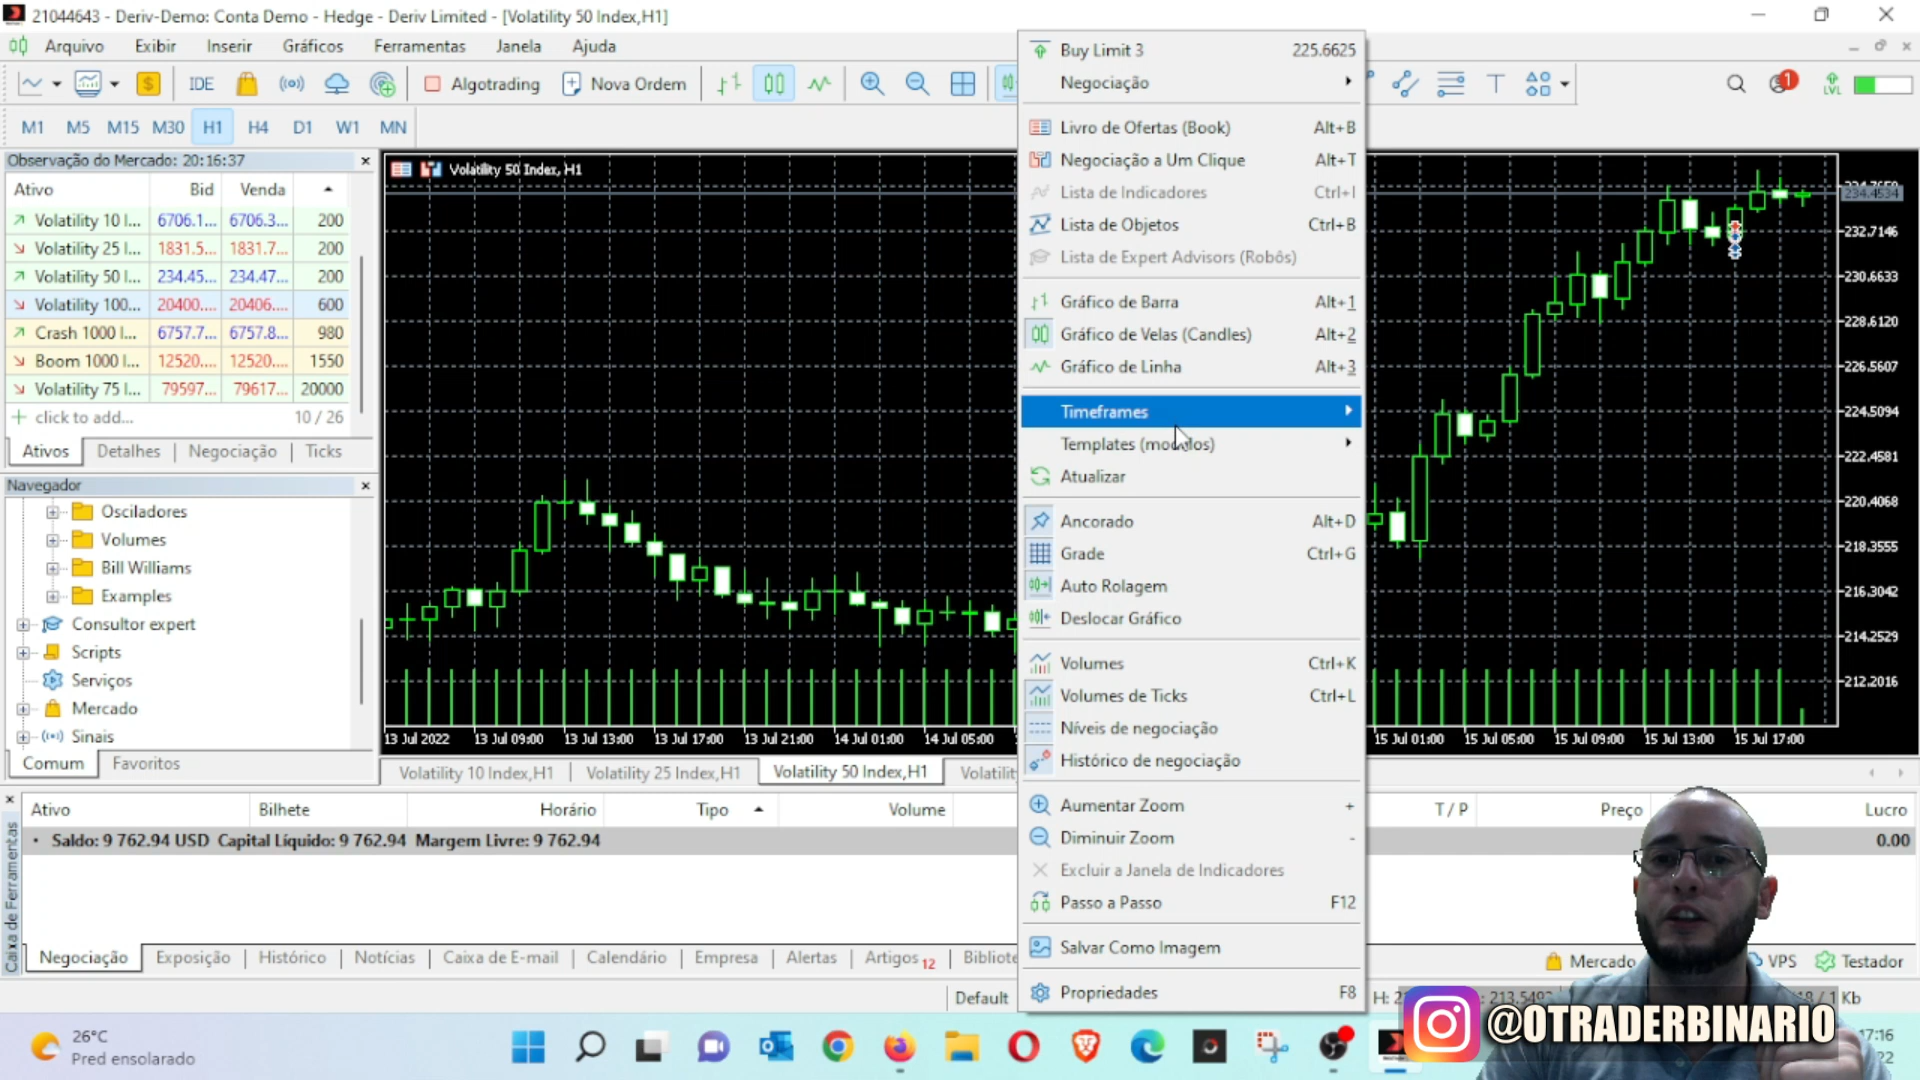 21044643 - Deriv-Demo: Conta Demo - Hedge - Deriv Limited - [Volatility 50 Index,H1]
Arquivo Exibir Inserir Gráficos Ferramentas Janela Ajuda
IDE Algotrading Nova Ordem T 1 LVL
M1 M5 M15 M30 H1 H4 D1 W1 MN
Observação do Mercado: 20:16:37
Ativo Bid Venda
Volatility 10 I... 6706.1... 6706.3... 200
Volatility 25 I... 1831.5... 1831.7... 200
Volatility 50 I... 234.45... 234.47... 200
Volatility 100... 20400.... 20406.... 600
Crash 1000 I... 6757.7... 6757.8... 980
Boom 1000 I... 12520.... 12520.... 1550
Volatility 75 I... 79597... 79617... 20000
click to add... 10 / 26
Ativos Detalhes Negociação Ticks
Navegador
Osciladores
Volumes
Bill Williams
Examples
Consultor expert
Scripts
Serviços
Mercado
Sinais
Comum Favoritos
Volatility 50 Index, H1
Buy Limit 3 225.6625
Negociação
Livro de Ofertas (Book) Alt+B
Negociação a Um Clique Alt+T
Lista de Indicadores Ctrl+I
Lista de Objetos Ctrl+B
Lista de Expert Advisors (Robôs)
Gráfico de Barra Alt+1
Gráfico de Velas (Candles) Alt+2
Gráfico de Linha Alt+3
Timeframes
Templates (modelos)
Atualizar
Ancorado Alt+D
Grade Ctrl+G
Auto Rolagem
Deslocar Gráfico
Volumes Ctrl+K
Volumes de Ticks Ctrl+L
Níveis de negociação
Histórico de negociação
Aumentar Zoom +
Diminuir Zoom -
Excluir a Janela de Indicadores
Passo a Passo F12
Salvar Como Imagem
Propriedades F8
234.4534
232.7146
230.6633
228.6120
226.5607
224.5094
222.4581
220.4068
218.3555
216.3042
214.2529
212.2016
13 Jul 2022 13 Jul 09:00 13 Jul 13:00 13 Jul 17:00 13 Jul 21:00 14 Jul 01:00 14 Jul 05:00 15 Jul 01:00 15 Jul 05:00 15 Jul 09:00 15 Jul 13:00 15 Jul 17:00
Volatility 10 Index,H1 Volatility 25 Index,H1 Volatility 50 Index,H1 Volatilit
Caixa de Ferramentas
Ativo Bilhete Horário Tipo Volume T / P Preço Lucro
Saldo: 9 762.94 USD Capital Líquido: 9 762.94 Margem Livre: 9 762.94 0.00
Negociação Exposição Histórico Notícias Caixa de E-mail Calendário Empresa Alertas Artigos 12 Bibliote
Mercado VPS Testador
Default
Kb
26°C
Pred ensolarado
@OTRADERBINARIO
17:16